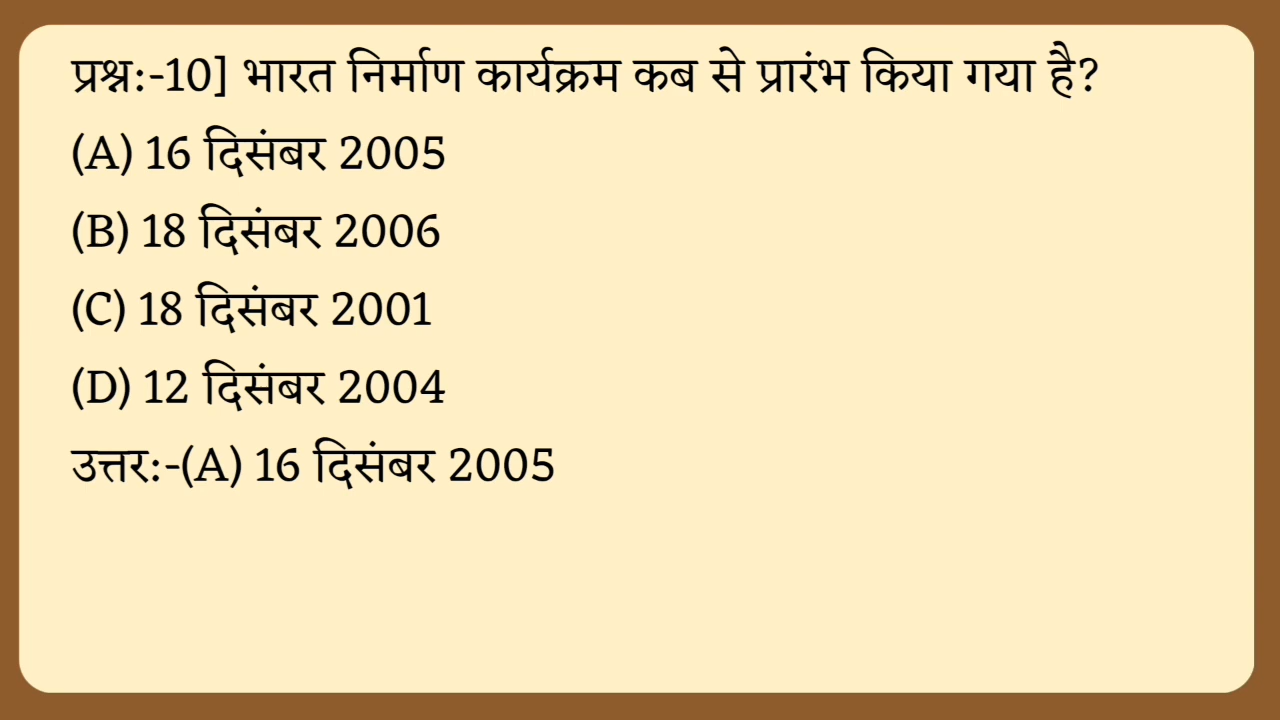 प्रश्न:-10] भारत निर्माण कार्यक्रम कब से प्रारंभ किया गया है?
(A) 16 दिसंबर 2005
(B) 18 दिसंबर 2006
(C) 18 दिसंबर 2001
(D) 12 दिसंबर 2004
उत्तर:-(A) 16 दिसंबर 2005